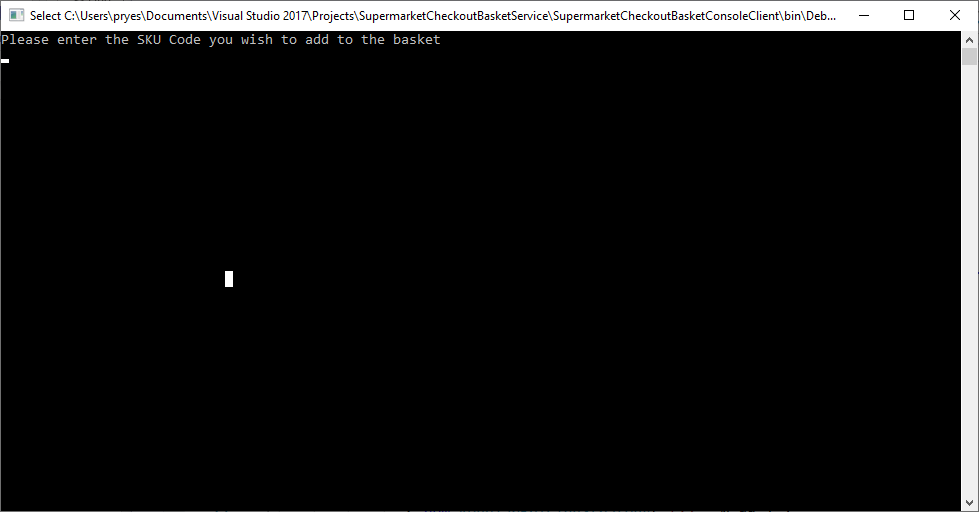 Select C:\Users\pryes\Documents\Visual Studio 2017\Projects\SupermarketCheckoutBasketService\SupermarketCheckoutBasketConsoleClient\bin\Deb...
Please enter the SKU Code you wish to add to the basket